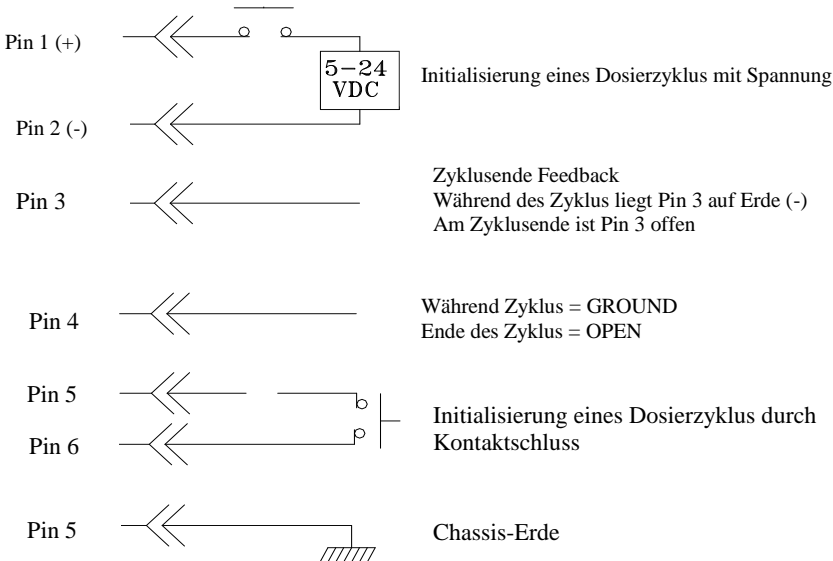 Pin 1 (+)
5-24
VDC
Initialisierung eines Dosierzyklus mit Spannung
Pin 2 (-)
Pin 3
Zyklusende Feedback
Während des Zyklus liegt Pin 3 auf Erde (-)
Am Zyklusende ist Pin 3 offen
Pin 4
Während Zyklus = GROUND
Ende des Zyklus = OPEN
Pin 5
Pin 6
Initialisierung eines Dosierzyklus durch
Kontaktschluss
Pin 5
Chassis-Erde